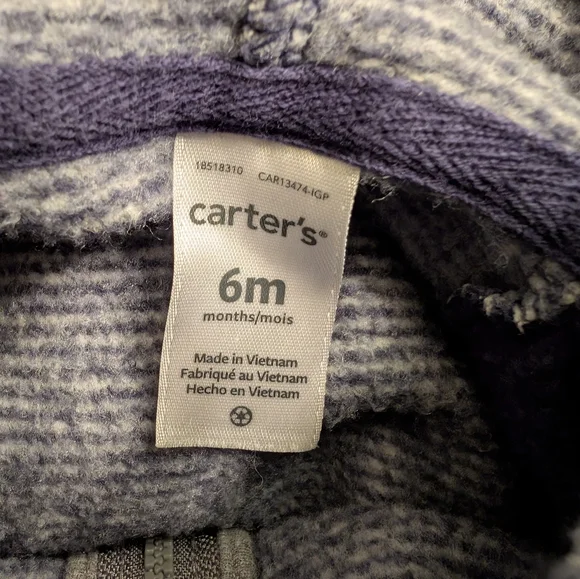 18518310 CAR13474-IGP
carter's®
6m
months/mois
Made in Vietnam
Fabriqué au Vietnam
Hecho en Vietnam